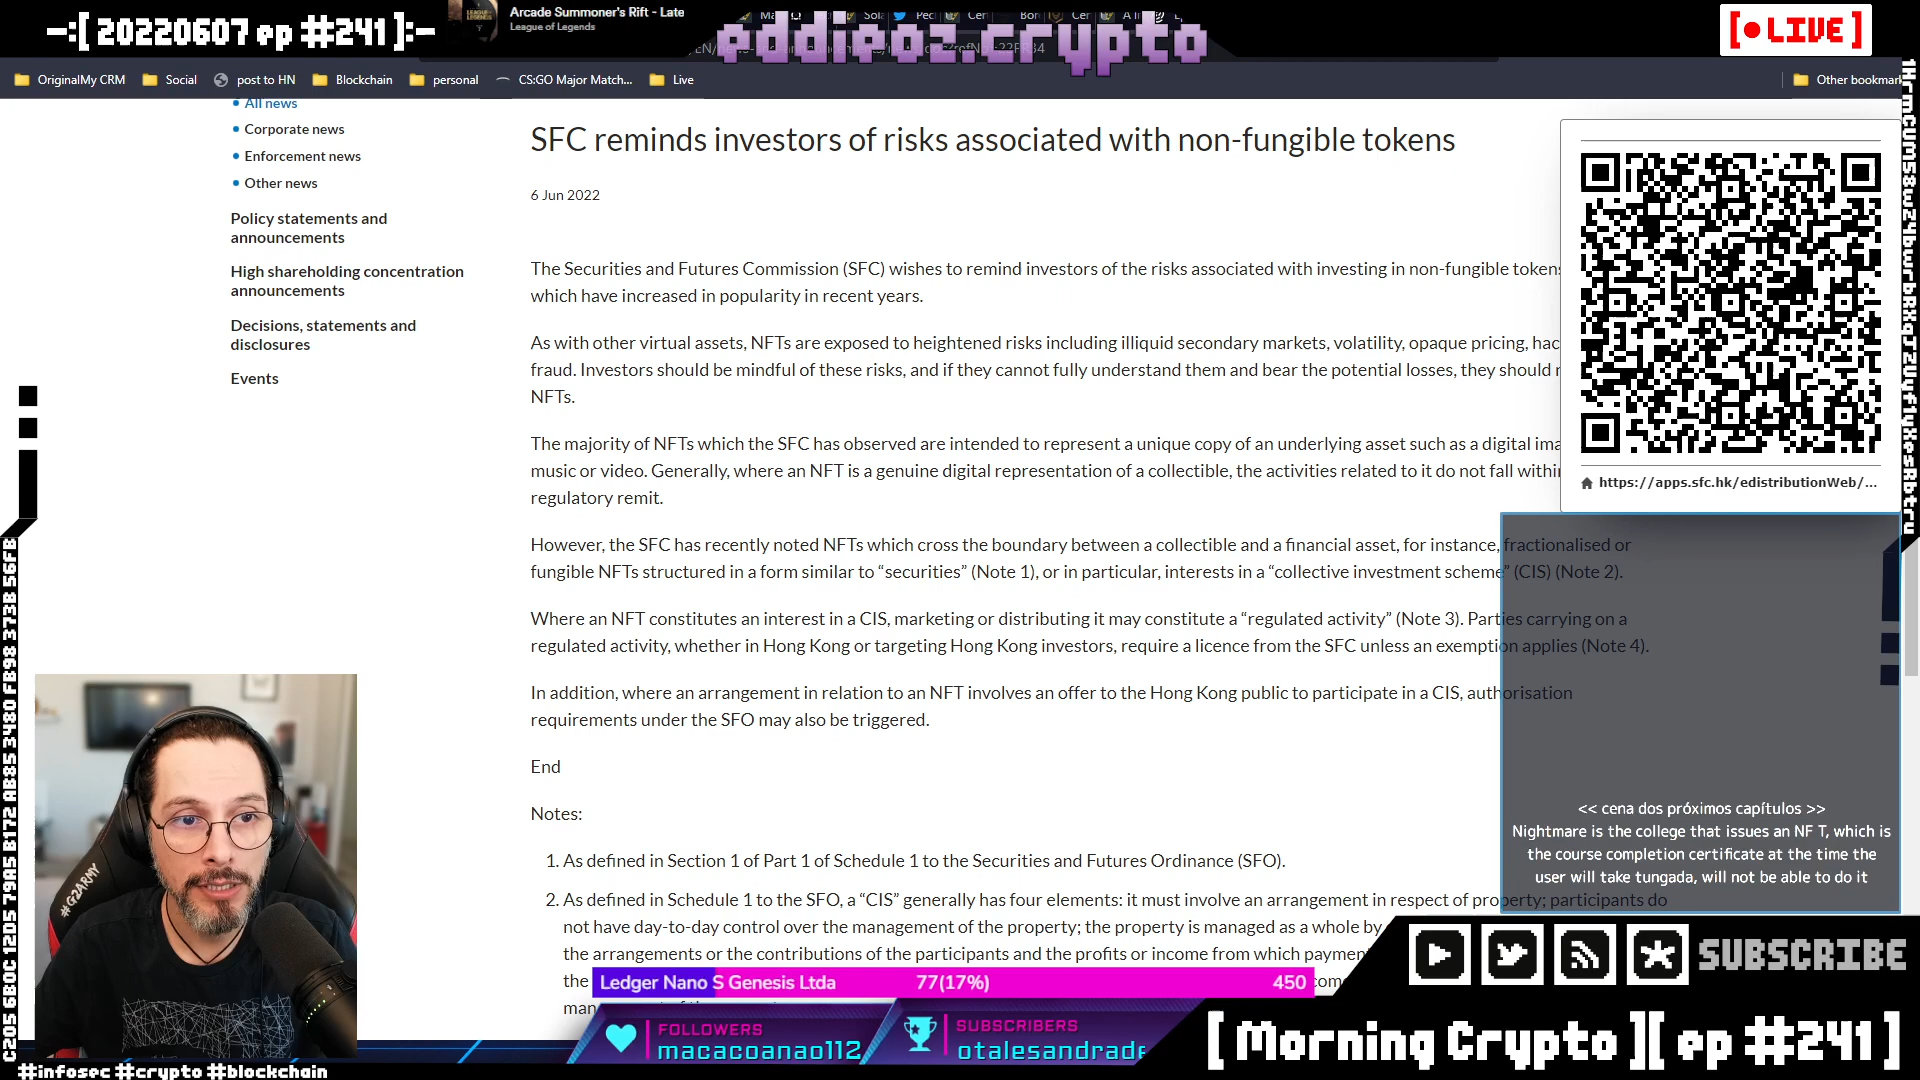 -:[ 20220607 ep #241 ]:-
Arcade Summoner's Rift - Late
League of Legends
eddieoz.crypto
[ LIVE ]
OriginalMy CRM
Social
post to HN
Blockchain
personal
CS:GO Major Match...
Live
Other bookmar
All news
Corporate news
Enforcement news
Other news
Policy statements and
announcements
High shareholding concentration
announcements
Decisions, statements and
disclosures
Events
SFC reminds investors of risks associated with non-fungible tokens
6 Jun 2022
The Securities and Futures Commission (SFC) wishes to remind investors of the risks associated with investing in non-fungible tokens
which have increased in popularity in recent years.
As with other virtual assets, NFTs are exposed to heightened risks including illiquid secondary markets, volatility, opaque pricing, hac
fraud. Investors should be mindful of these risks, and if they cannot fully understand them and bear the potential losses, they should
NFTs.
The majority of NFTs which the SFC has observed are intended to represent a unique copy of an underlying asset such as a digital ima
music or video. Generally, where an NFT is a genuine digital representation of a collectible, the activities related to it do not fall within
regulatory remit.
However, the SFC has recently noted NFTs which cross the boundary between a collectible and a financial asset, for instance, fractionalised or
fungible NFTs structured in a form similar to “securities” (Note 1), or in particular, interests in a “collective investment scheme” (CIS) (Note 2).
Where an NFT constitutes an interest in a CIS, marketing or distributing it may constitute a “regulated activity” (Note 3). Parties carrying on a
regulated activity, whether in Hong Kong or targeting Hong Kong investors, require a licence from the SFC unless an exemption applies (Note 4).
In addition, where an arrangement in relation to an NFT involves an offer to the Hong Kong public to participate in a CIS, authorisation
requirements under the SFO may also be triggered.
End
Notes:
1. As defined in Section 1 of Part 1 of Schedule 1 to the Securities and Futures Ordinance (SFO).
2. As defined in Schedule 1 to the SFO, a “CIS” generally has four elements: it must involve an arrangement in respect of property; participants do
not have day-to-day control over the management of the property; the property is managed as a whole by
the arrangements or the contributions of the participants and the profits or income from which paymen
the
https://apps.sfc.hk/edistributionWeb/...
<< cena dos próximos capítulos >>
Nightmare is the college that issues an NF T, which is
the course completion certificate at the time the
user will take tungada, will not be able to do it
#G2ARMY
Ledger Nano S Genesis Ltda 77(17%) 450
FOLLOWERS
macacoanao112
SUBSCRIBERS
otalesandrade
SUBSCRIBE
[ Morning Crypto ][ ep #241 ]
#infosec #crypto #blockchain
C205 6B0C 12D5 79A5 B172 AB85 3480 FB98 373B 56FB